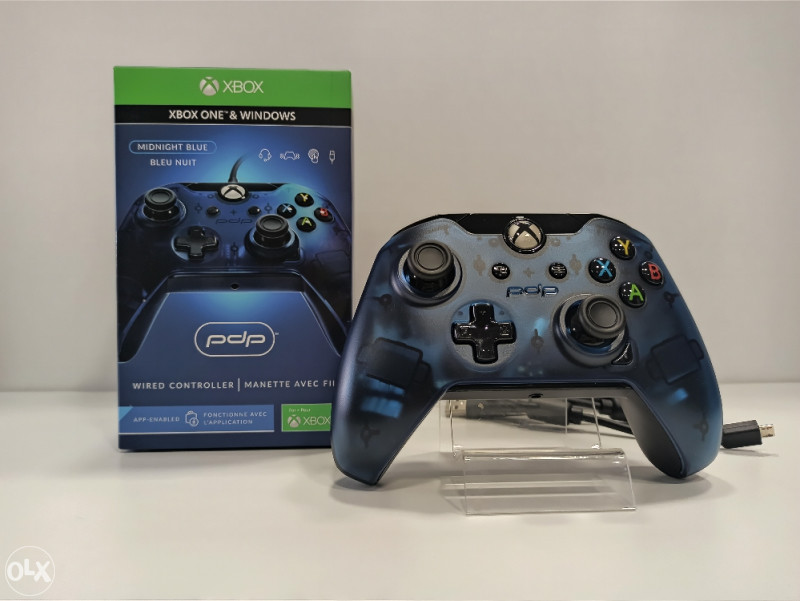 XBOX
XBOX ONE™ & WINDOWS
MIDNIGHT BLUE
BLEU NUIT
Y
X
B
A
pdp
pdp™
WIRED CONTROLLER | MANETTE AVEC FIL
APP-ENABLED
FONCTIONNE AVEC
L'APPLICATION
XBOX
Y
X
B
A
pdp
OLX